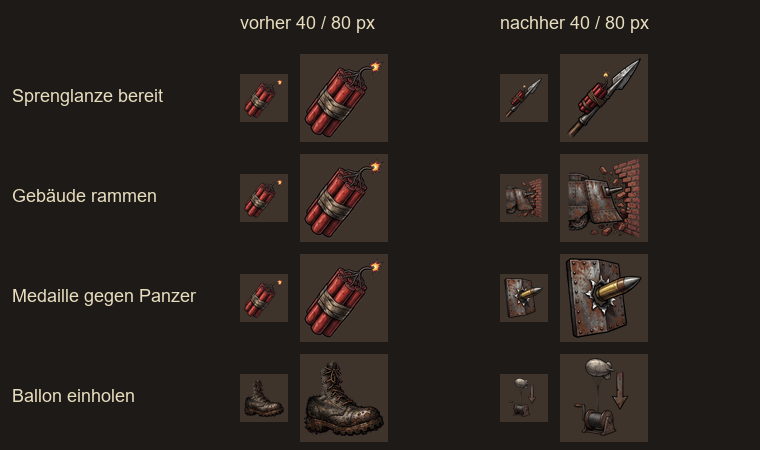 vorher 40 / 80 px
nachher 40 / 80 px
Sprenglanze bereit
Gebäude rammen
Medaille gegen Panzer
Ballon einholen